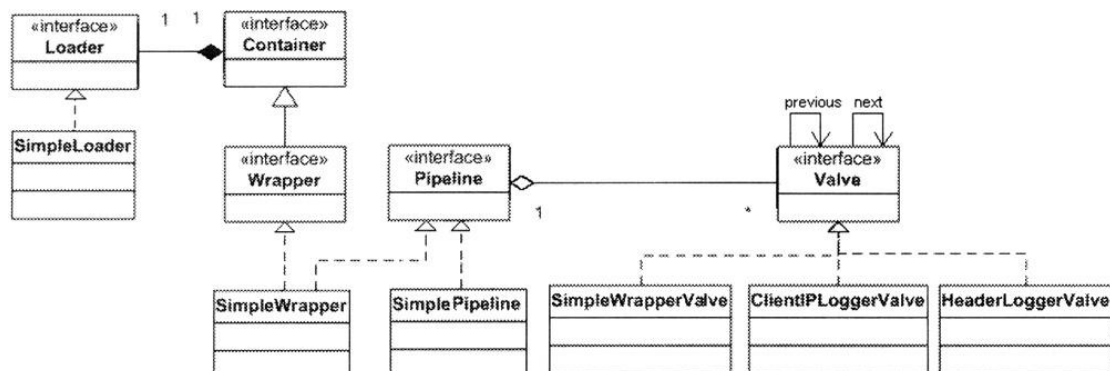 «interface»
Loader
1
1
«interface»
Container
SimpleLoader
«interface»
Wrapper
«interface»
Pipeline
1
*
previous
next
«interface»
Valve
SimpleWrapper
SimplePipeline
SimpleWrapperValve
ClientIPLoggerValve
HeaderLoggerValve